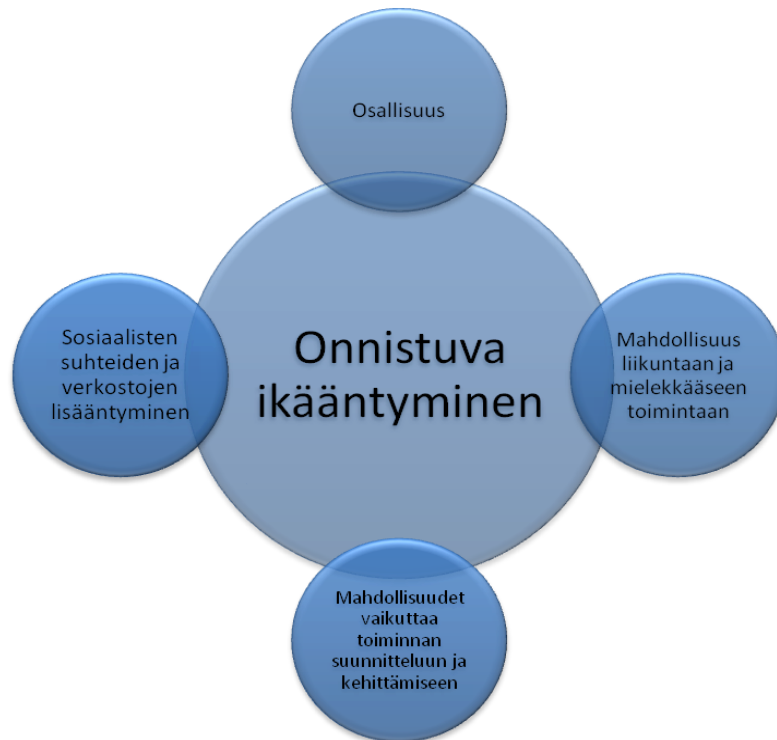 Osallisuus
Sosiaalisten
suhteiden ja
verkostojen
lisääntyminen
Onnistuva
ikääntyminen
Mahdollisuus
liikuntaan ja
mielekkääseen
toimintaan
Mahdollisuudet
vaikuttaa
toiminnan
suunnitteluun ja
kehittämiseen